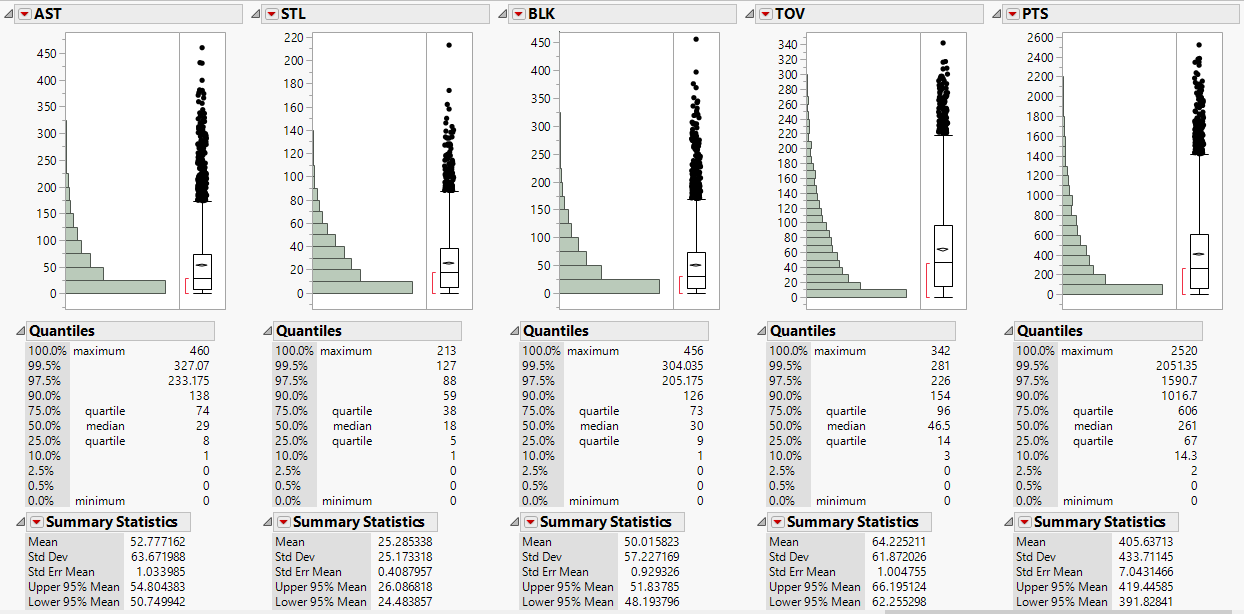 AST STL BLK TOV PTS
450 400 350 300 250 200 150 100 50 0
220 200 180 160 140 120 100 80 60 40 20 0
450 400 350 300 250 200 150 100 50 0
340 320 300 280 260 240 220 200 180 160 140 120 100 80 60 40 20 0
2600 2400 2200 2000 1800 1600 1400 1200 1000 800 600 400 200 0
Quantiles
100.0% maximum 460
99.5% 327.07
97.5% 233.175
90.0% 138
75.0% quartile 74
50.0% median 29
25.0% quartile 8
10.0% 1
2.5% 0
0.5% 0
0.0% minimum 0
Summary Statistics
Mean 52.777162
Std Dev 63.671988
Std Err Mean 1.033985
Upper 95% Mean 54.804383
Lower 95% Mean 50.749942
Quantiles
100.0% maximum 213
99.5% 127
97.5% 88
90.0% 59
75.0% quartile 38
50.0% median 18
25.0% quartile 5
10.0% 1
2.5% 0
0.5% 0
0.0% minimum 0
Summary Statistics
Mean 25.285338
Std Dev 25.173318
Std Err Mean 0.4087957
Upper 95% Mean 26.086818
Lower 95% Mean 24.483857
Quantiles
100.0% maximum 456
99.5% 304.035
97.5% 205.175
90.0% 126
75.0% quartile 73
50.0% median 30
25.0% quartile 9
10.0% 1
2.5% 0
0.5% 0
0.0% minimum 0
Summary Statistics
Mean 50.015823
Std Dev 57.227169
Std Err Mean 0.929326
Upper 95% Mean 51.83785
Lower 95% Mean 48.193796
Quantiles
100.0% maximum 342
99.5% 281
97.5% 226
90.0% 154
75.0% quartile 96
50.0% median 46.5
25.0% quartile 14
10.0% 3
2.5% 0
0.5% 0
0.0% minimum 0
Summary Statistics
Mean 64.225211
Std Dev 61.872026
Std Err Mean 1.004755
Upper 95% Mean 66.195124
Lower 95% Mean 62.255298
Quantiles
100.0% maximum 2520
99.5% 2051.35
97.5% 1590.7
90.0% 1016.7
75.0% quartile 606
50.0% median 261
25.0% quartile 67
10.0% 14.3
2.5% 2
0.5% 0
0.0% minimum 0
Summary Statistics
Mean 405.63713
Std Dev 433.71145
Std Err Mean 7.0431466
Upper 95% Mean 419.44585
Lower 95% Mean 391.82841